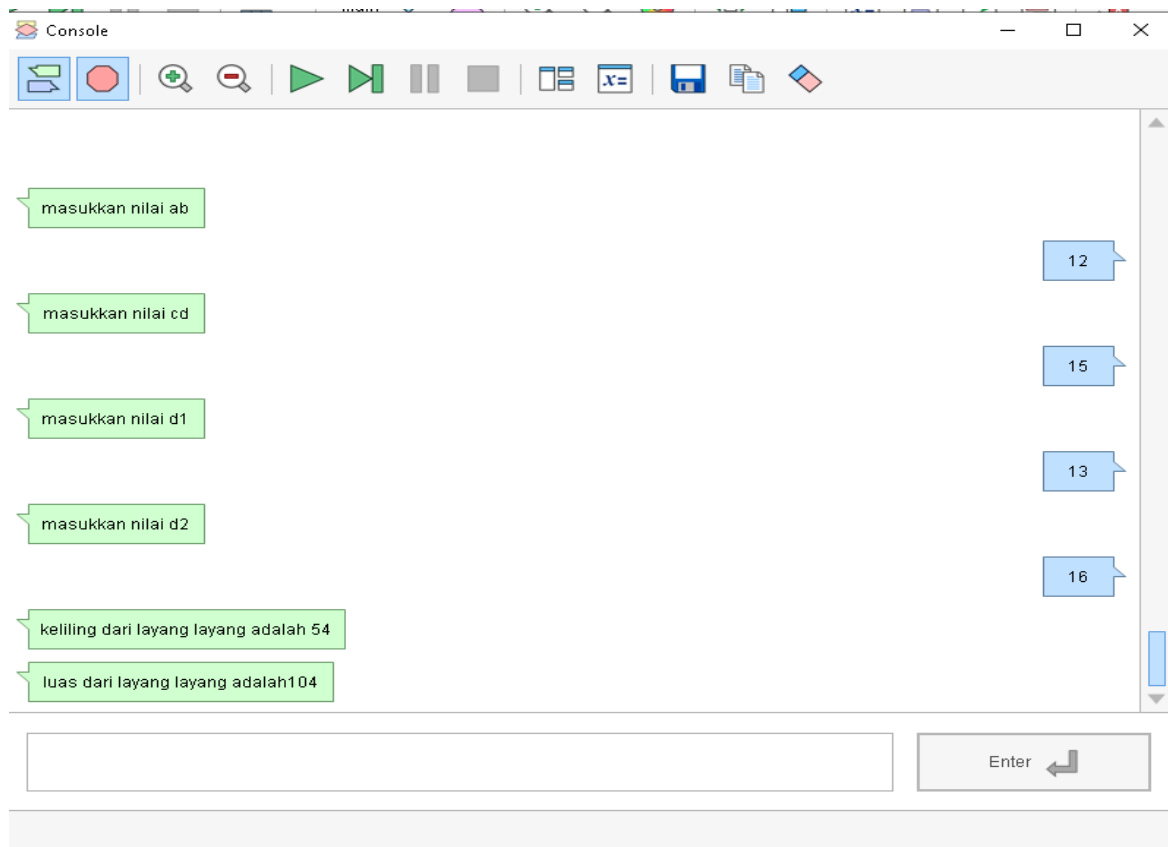 Console
x=
masukkan nilai ab
12
masukkan nilai cd
15
masukkan nilai d1
13
masukkan nilai d2
16
keliling dari layang layang adalah 54
luas dari layang layang adalah104
Enter